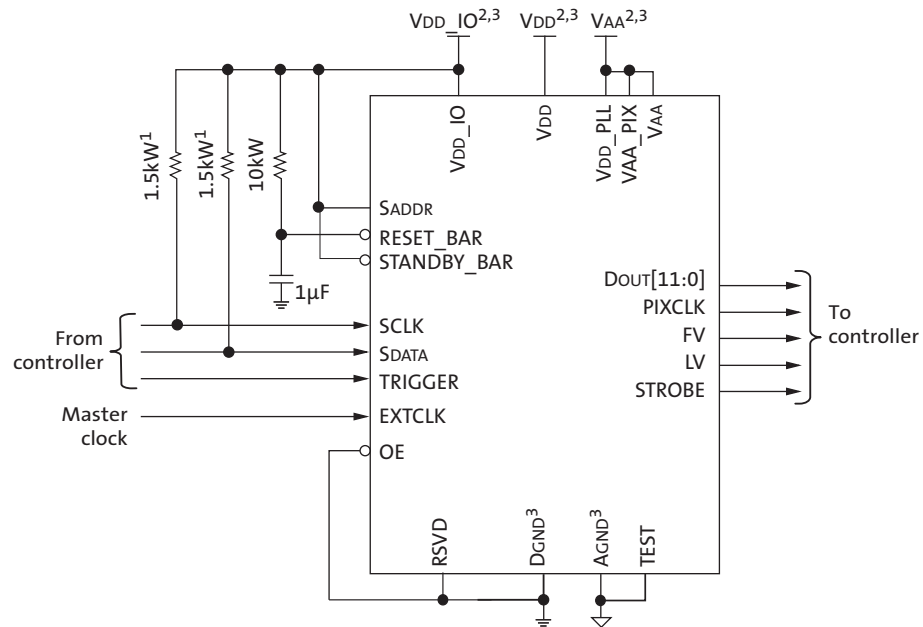 VDD_IO2,3 VDD2,3 VAA2,3
1.5kW1
1.5kW1
10kW
VDD_IO
VDD
VDD_PLL
VAA_PIX
VAA
SADDR
RESET_BAR
STANDBY_BAR
1µF
From
controller
SCLK
SDATA
TRIGGER
Master
clock
EXTCLK
OE
DOUT[11:0]
PIXCLK
FV
LV
STROBE
To
controller
RSVD
DGND3
AGND3
TEST